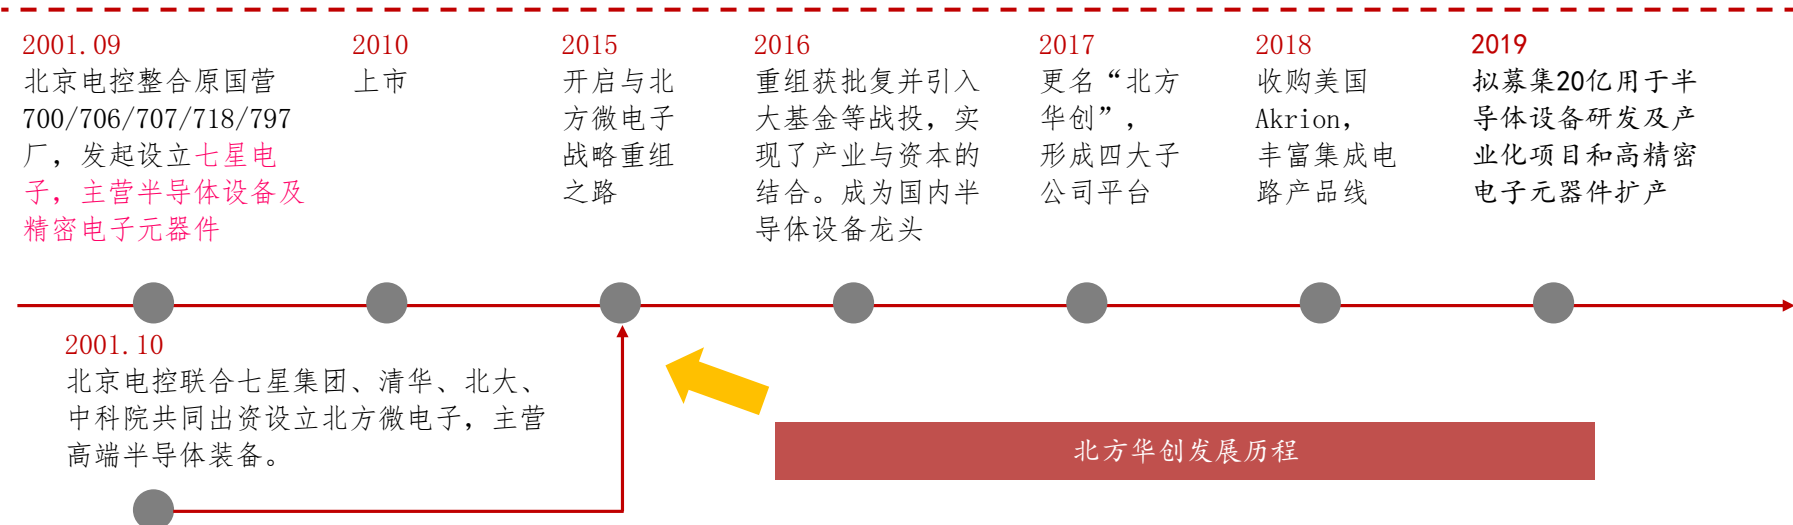 2001.09
北京电控整合原国营
700/706/707/718/797
厂，发起设立七星电
子，主营半导体设备及
精密电子元器件
2010
上市
2015
开启与北
方微电子
战略重组
之路
2016
重组获批复并引入
大基金等战投，实
现了产业与资本的
结合。成为国内半
导体设备龙头
2017
更名“北方
华创”，
形成四大子
公司平台
2018
收购美国
Akrion，
丰富集成电
路产品线
2019
拟募集20亿用于半
导体设备研发及产
业化项目和高精密
电子元器件扩产
2001.10
北京电控联合七星集团、清华、北大、
中科院共同出资设立北方微电子，主营
高端半导体装备。
北方华创发展历程